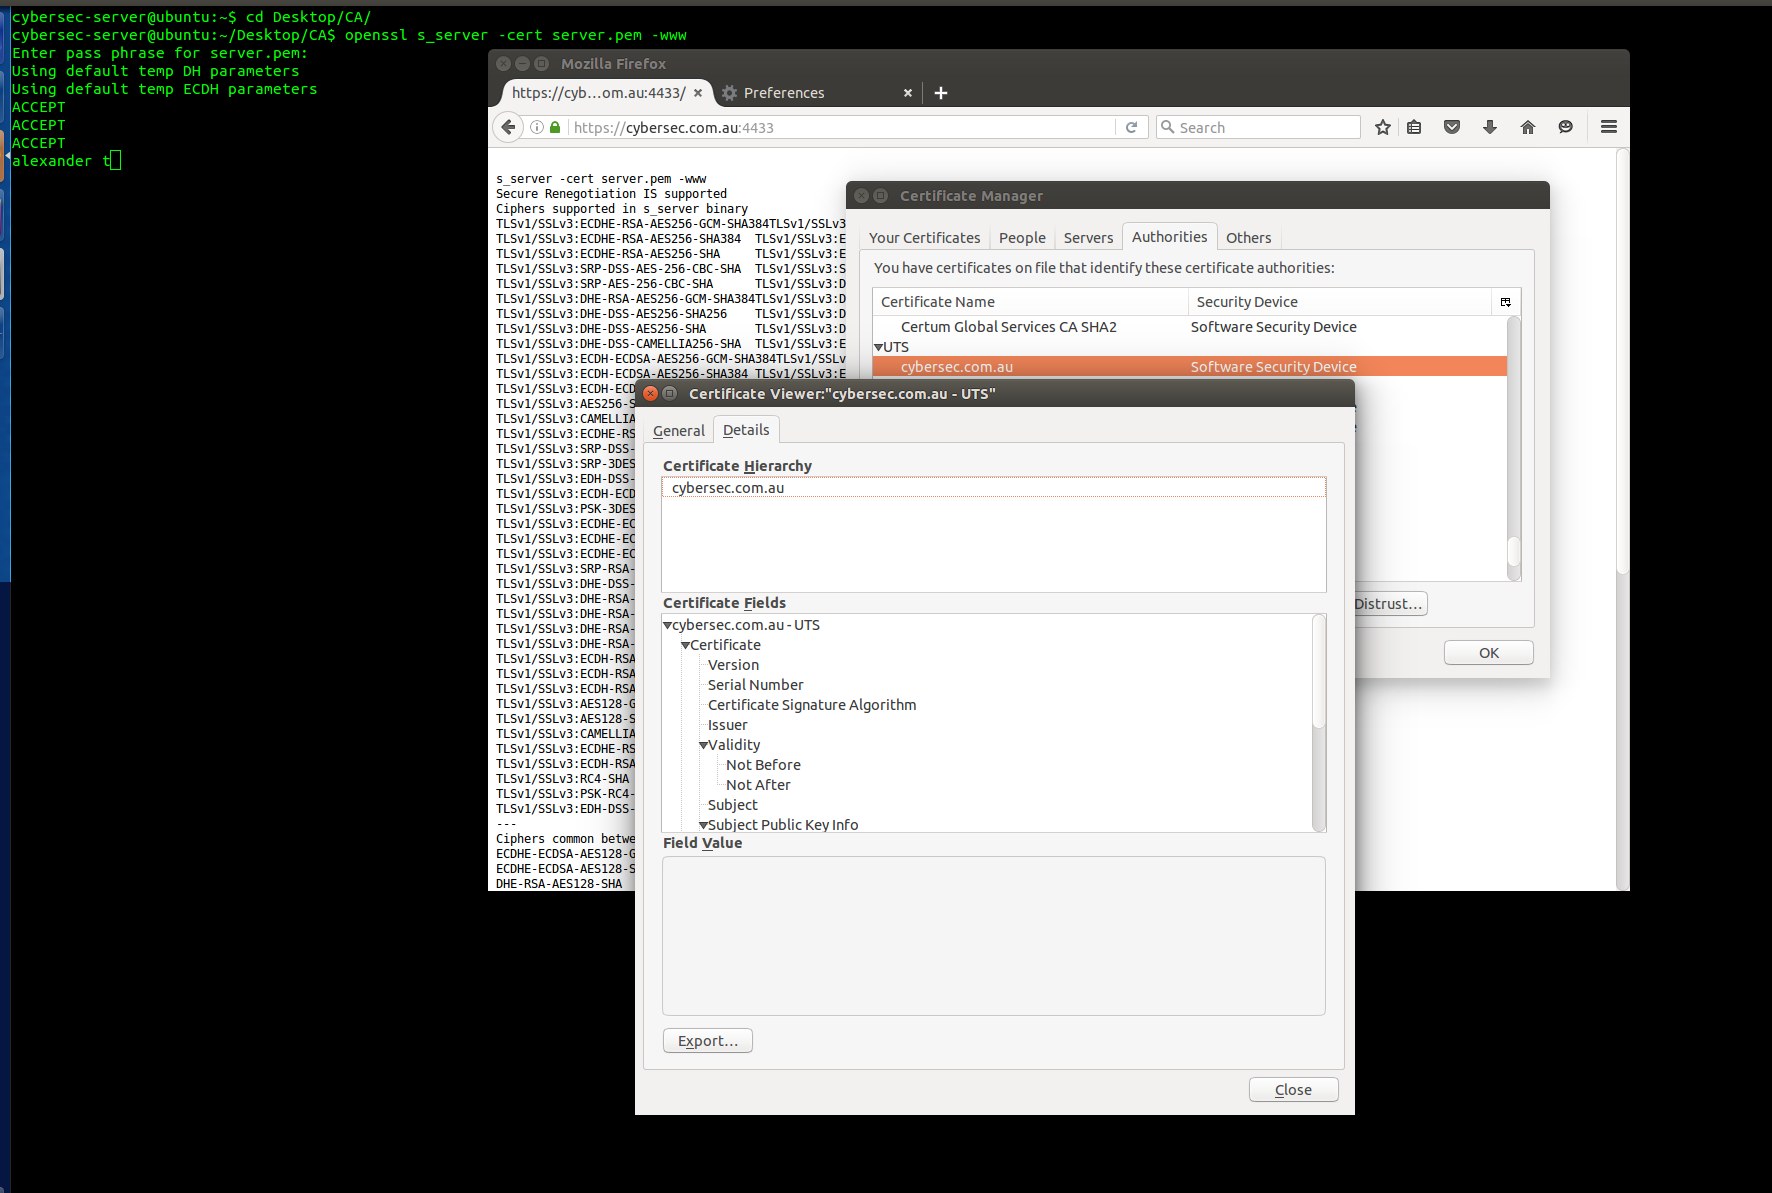 cybersec-server@ubuntu:~$ cd Desktop/CA/
cybersec-server@ubuntu:~/Desktop/CA$ openssl s_server -cert server.pem -www
Enter pass phrase for server.pem:
Using default temp DH parameters
Using default temp ECDH parameters
ACCEPT
ACCEPT
ACCEPT
alexander t
Mozilla Firefox
https://cyb...om.au:4433/
Preferences
https://cybersec.com.au:4433
Search
s_server -cert server.pem -www
Secure Renegotiation IS supported
Ciphers supported in s_server binary
TLSv1/SSLv3:ECDHE-RSA-AES256-GCM-SHA384TLSv1/SSLv3
TLSv1/SSLv3:ECDHE-RSA-AES256-SHA384 TLSv1/SSLv3:E
TLSv1/SSLv3:ECDHE-RSA-AES256-SHA TLSv1/SSLv3:E
TLSv1/SSLv3:SRP-DSS-AES-256-CBC-SHA TLSv1/SSLv3:S
TLSv1/SSLv3:SRP-AES-256-CBC-SHA TLSv1/SSLv3:D
TLSv1/SSLv3:DHE-RSA-AES256-GCM-SHA384TLSv1/SSLv3:D
TLSv1/SSLv3:DHE-DSS-AES256-SHA256 TLSv1/SSLv3:D
TLSv1/SSLv3:DHE-DSS-AES256-SHA TLSv1/SSLv3:D
TLSv1/SSLv3:DHE-DSS-CAMELLIA256-SHA TLSv1/SSLv3:E
TLSv1/SSLv3:ECDH-ECDSA-AES256-GCM-SHA384TLSv1/SSLv
TLSv1/SSLv3:ECDH-ECDSA-AES256-SHA384 TLSv1/SSLv3:E
TLSv1/SSLv3:ECDH-ECD
TLSv1/SSLv3:AES256-S
TLSv1/SSLv3:CAMELLIA
TLSv1/SSLv3:ECDHE-RS
TLSv1/SSLv3:SRP-DSS-
TLSv1/SSLv3:SRP-3DES
TLSv1/SSLv3:EDH-DSS-
TLSv1/SSLv3:ECDH-ECD
TLSv1/SSLv3:PSK-3DES
TLSv1/SSLv3:ECDHE-EC
TLSv1/SSLv3:ECDHE-EC
TLSv1/SSLv3:ECDHE-EC
TLSv1/SSLv3:SRP-RSA-
TLSv1/SSLv3:DHE-DSS-
TLSv1/SSLv3:DHE-RSA-
TLSv1/SSLv3:DHE-RSA-
TLSv1/SSLv3:DHE-RSA-
TLSv1/SSLv3:DHE-RSA-
TLSv1/SSLv3:ECDH-RSA
TLSv1/SSLv3:ECDH-RSA
TLSv1/SSLv3:ECDH-RSA
TLSv1/SSLv3:AES128-G
TLSv1/SSLv3:AES128-S
TLSv1/SSLv3:CAMELLIA
TLSv1/SSLv3:ECDHE-RS
TLSv1/SSLv3:ECDH-RSA
TLSv1/SSLv3:RC4-SHA
TLSv1/SSLv3:PSK-RC4-
TLSv1/SSLv3:EDH-DSS-
---
Ciphers common betwe
ECDHE-ECDSA-AES128-G
ECDHE-ECDSA-AES128-S
DHE-RSA-AES128-SHA
Certificate Manager
Your Certificates People Servers Authorities Others
You have certificates on file that identify these certificate authorities:
Certificate Name Security Device
Certum Global Services CA SHA2 Software Security Device
UTS
cybersec.com.au Software Security Device
Distrust...
OK
Certificate Viewer:"cybersec.com.au - UTS"
General Details
Certificate Hierarchy
cybersec.com.au
Certificate Fields
cybersec.com.au - UTS
Certificate
Version
Serial Number
Certificate Signature Algorithm
Issuer
Validity
Not Before
Not After
Subject
Subject Public Key Info
Field Value
Export...
Close